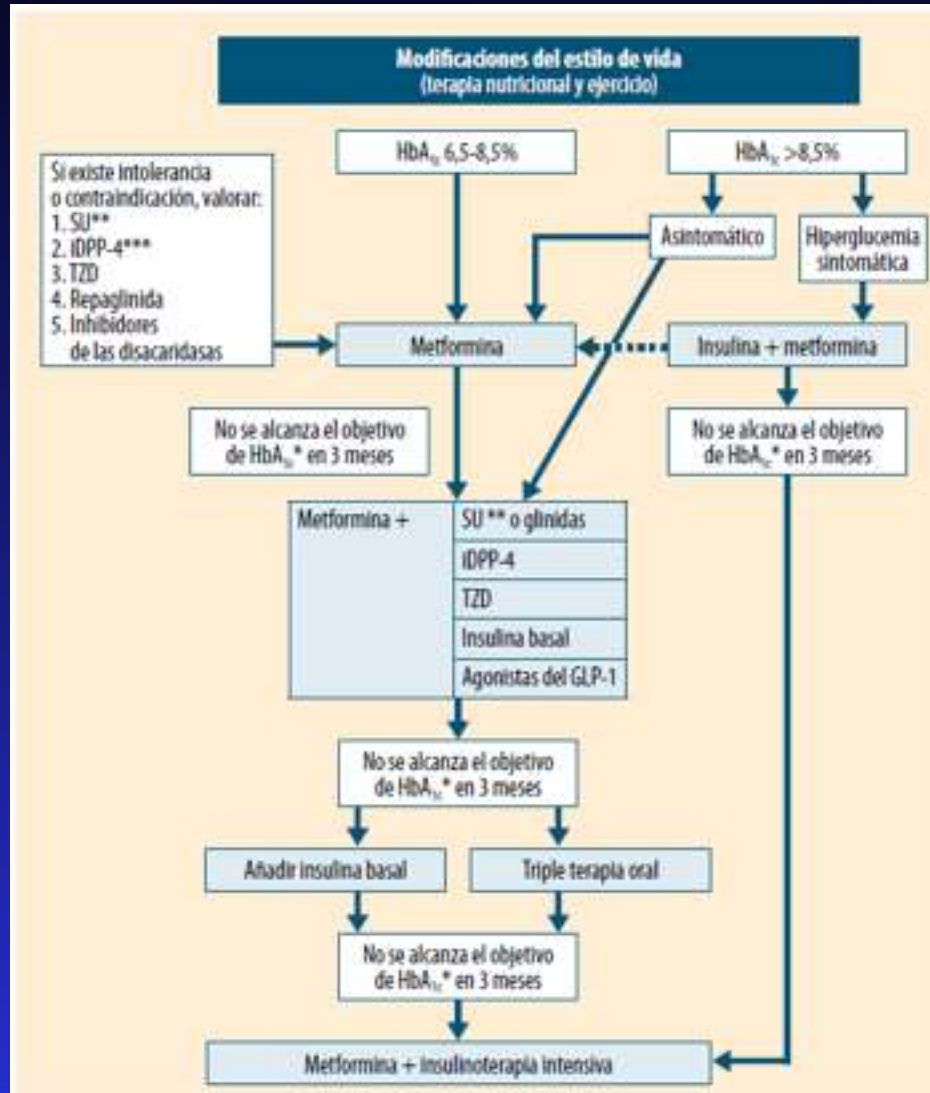 Modificaciones del estilo de vida
(terapia nutricional y ejercicio)
HbA1c 6,5-8,5%
HbA1c >8,5%
Si existe intolerancia
o contraindicación, valorar:
1. SU**
2. iDPP-4***
3. TZD
4. Repaglinida
5. Inhibidores
de las disacaridasas
Asintomático
Hiperglucemia
sintomática
Metformina
Insulina + metformina
No se alcanza el objetivo
de HbA1c* en 3 meses
No se alcanza el objetivo
de HbA1c* en 3 meses
Metformina +
SU ** o glinidas
iDPP-4
TZD
Insulina basal
Agonistas del GLP-1
No se alcanza el objetivo
de HbA1c* en 3 meses
Añadir insulina basal
Triple terapia oral
No se alcanza el objetivo
de HbA1c* en 3 meses
Metformina + insulinoterapia intensiva